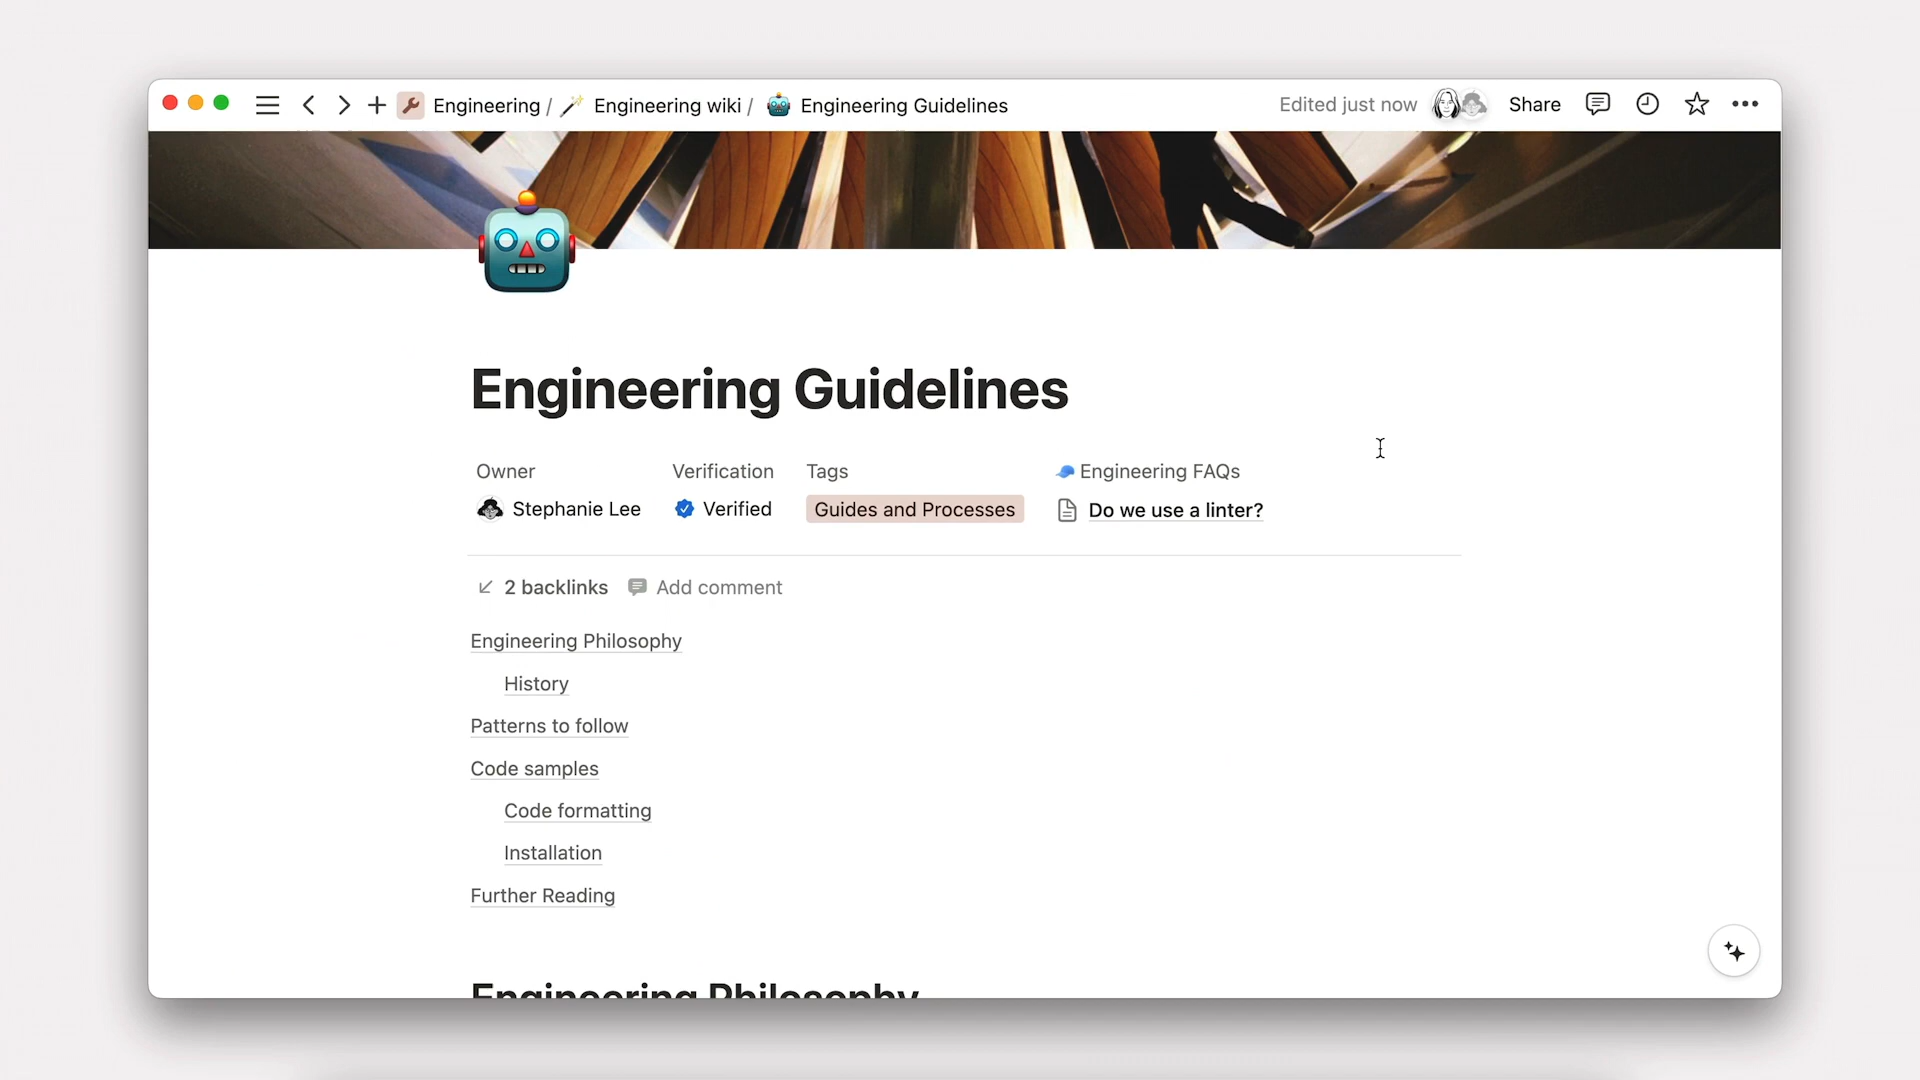 Engineering / Engineering wiki / Engineering Guidelines Edited just now Share
Engineering Guidelines
Owner Verification Tags Engineering FAQs
Stephanie Lee Verified Guides and Processes Do we use a linter?
2 backlinks Add comment
Engineering Philosophy
History
Patterns to follow
Code samples
Code formatting
Installation
Further Reading
Engineering Philosophy